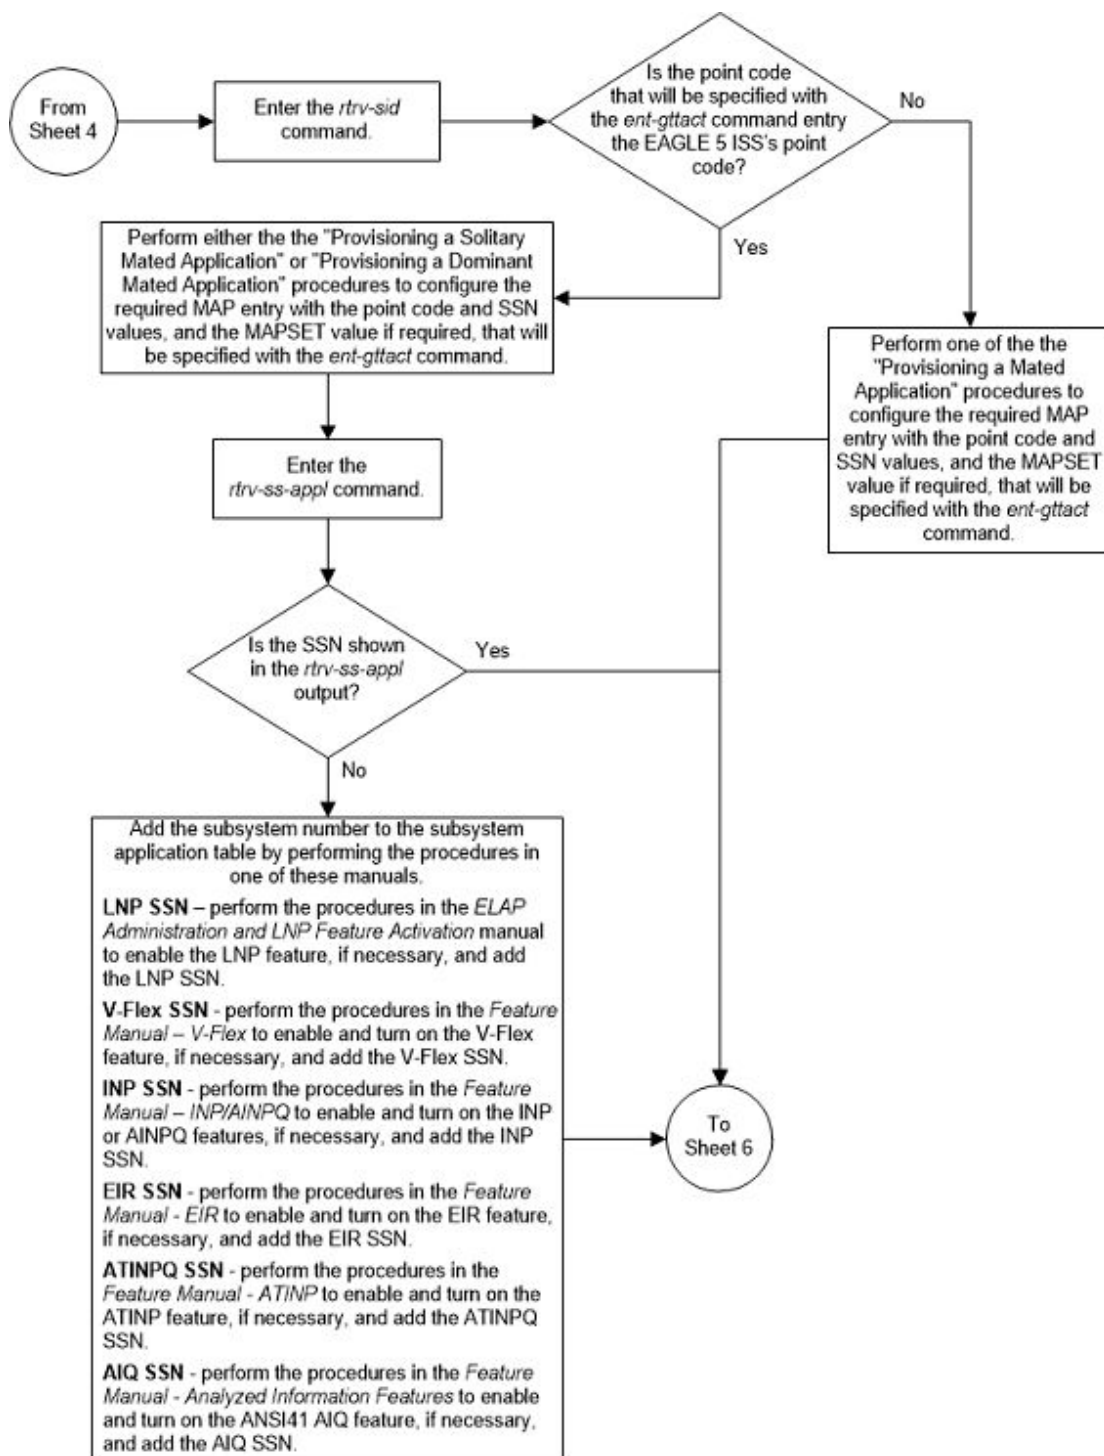 From
Sheet 4
Enter the rtrv-sid
command.
Is the point code
that will be specified with
the ent-gttact command entry
the EAGLE 5 ISS's point
code?
No
Yes
Perform either the the "Provisioning a Solitary
Mated Application" or "Provisioning a Dominant
Mated Application" procedures to configure the
required MAP entry with the point code and SSN
values, and the MAPSET value if required, that will
be specified with the ent-gttact command.
Perform one of the the
"Provisioning a Mated
Application" procedures to
configure the required MAP
entry with the point code and
SSN values, and the MAPSET
value if required, that will be
specified with the ent-gttact
command.
Enter the
rtrv-ss-appl command.
Is the SSN shown
in the rtrv-ss-appl
output?
Yes
No
Add the subsystem number to the subsystem
application table by performing the procedures in
one of these manuals.
LNP SSN – perform the procedures in the ELAP
Administration and LNP Feature Activation manual
to enable the LNP feature, if necessary, and add
the LNP SSN.
V-Flex SSN - perform the procedures in the Feature
Manual – V-Flex to enable and turn on the V-Flex
feature, if necessary, and add the V-Flex SSN.
INP SSN - perform the procedures in the Feature
Manual – INP/AINPQ to enable and turn on the INP
or AINPQ features, if necessary, and add the INP
SSN.
EIR SSN - perform the procedures in the Feature
Manual - EIR to enable and turn on the EIR feature,
if necessary, and add the EIR SSN.
ATINPQ SSN - perform the procedures in the
Feature Manual - ATINP to enable and turn on the
ATINP feature, if necessary, and add the ATINPQ
SSN.
AIQ SSN - perform the procedures in the Feature
Manual - Analyzed Information Features to enable
and turn on the ANSI41 AIQ feature, if necessary,
and add the AIQ SSN.
To
Sheet 6